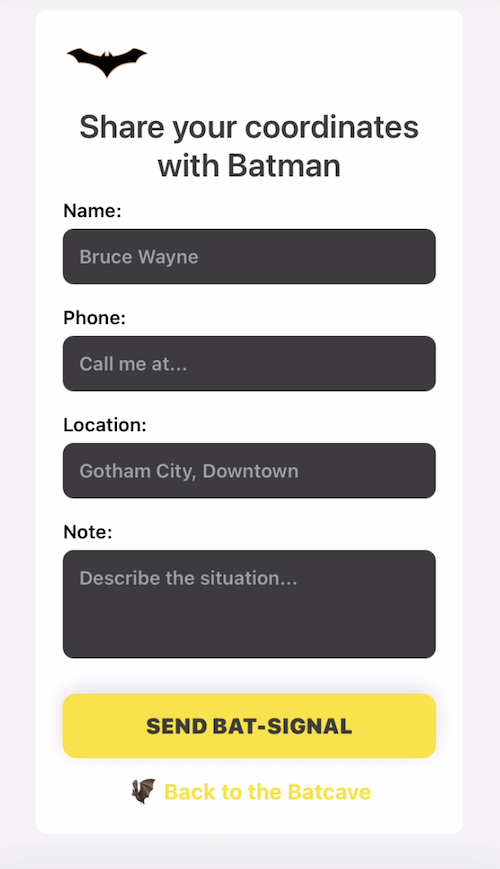 Share your coordinates
with Batman
Name:
Bruce Wayne
Phone:
Call me at...
Location:
Gotham City, Downtown
Note:
Describe the situation...
SEND BAT-SIGNAL
Back to the Batcave